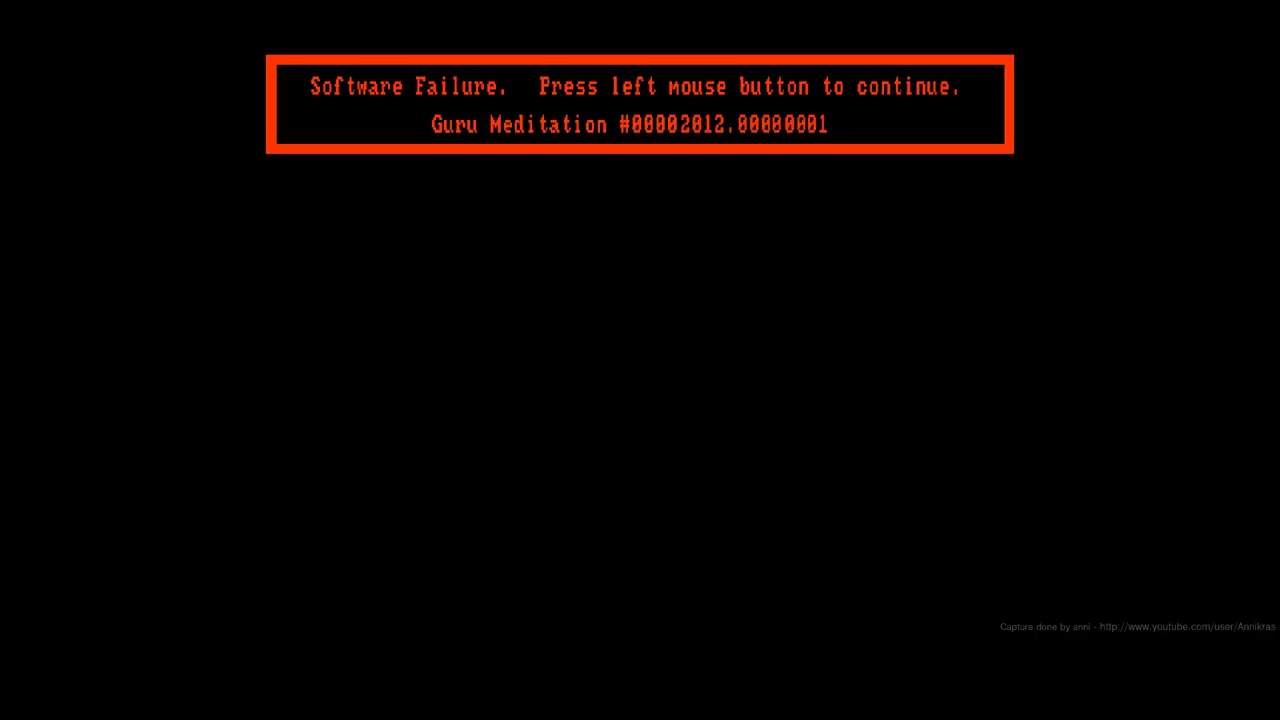 Software Failure.  Press left mouse button to continue.
Guru Meditation #00002012.00000001
Capture done by anni - http://www.youtube.com/user/Annikras